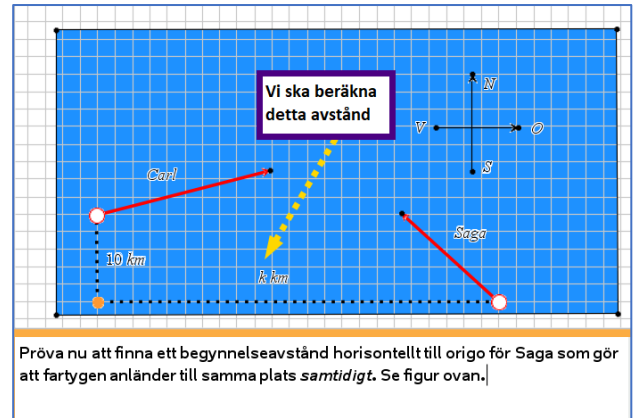 Vi ska beräkna
detta avstånd
N
V
O
Carl
S
Saga
10 km
k km
Pröva nu att finna ett begynnelseavstånd horisontellt till origo för Saga som gör
att fartygen anländer till samma plats samtidigt. Se figur ovan.